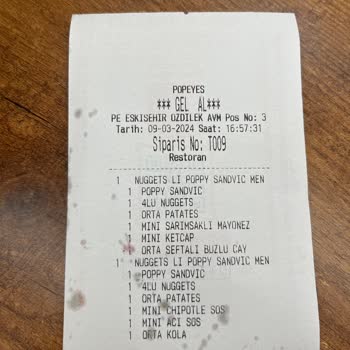 POPEYES
*** GEL AL***
PE ESKISEHIR OZDILEK AVM Pos No: 3
Tarih: 09-03-2024 Saat: 16:57:31
Siparis No: T009
Restoran
1 NUGGETS LI POPPY SANDVIC MEN
1 POPPY SANDVIC
1 4LU NUGGETS
1 ORTA PATATES
1 MINI SARIMSAKLI MAYONEZ
1 MINI KETCAP
1 ORTA SEFTALI BUZLU CAY
1 NUGGETS LI POPPY SANDVIC MEN
1 POPPY SANDVIC
1 4LU NUGGETS
1 ORTA PATATES
1 MINI CHIPOTLE SOS
1 MINI ACI SOS
1 ORTA KOLA